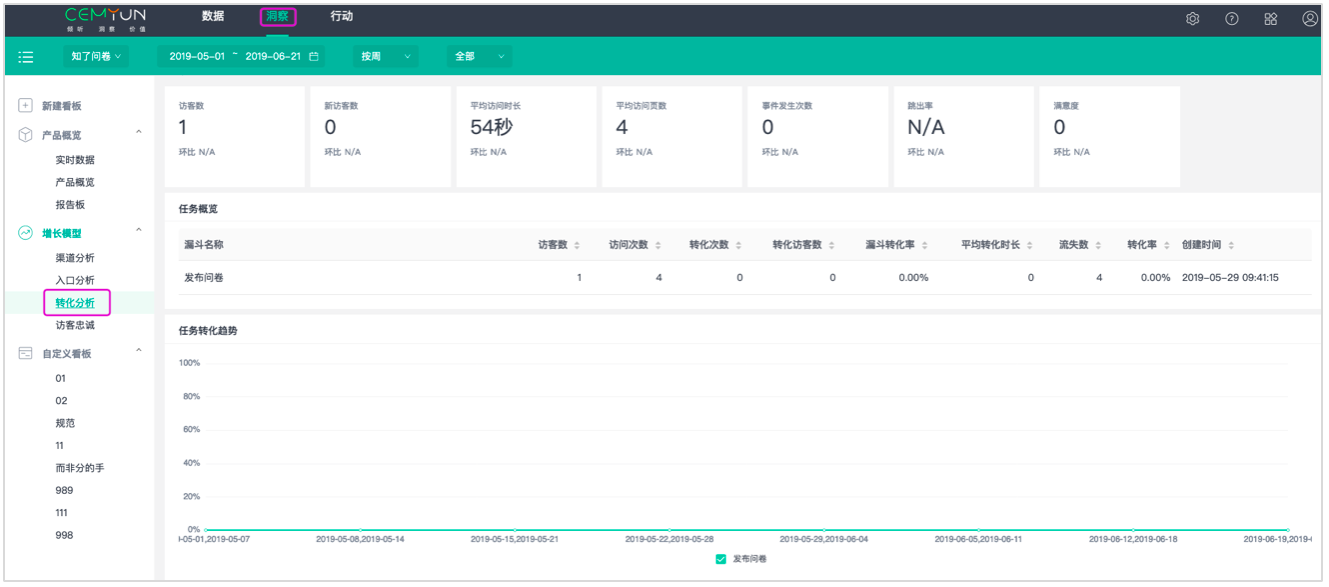 CEMYUN
倾听 洞察 价值
数据 洞察 行动
知了问卷 2019-05-01 ~ 2019-06-21 按周 全部
新建看板
产品概览
实时数据
产品概览
报告板
增长模型
渠道分析
入口分析
转化分析
访客忠诚
自定义看板
01
02
规范
11
而非分的手
989
111
998
访客数
1
环比 N/A
新访客数
0
环比 N/A
平均访问时长
54秒
环比 N/A
平均访问页数
4
环比 N/A
事件发生次数
0
环比 N/A
跳出率
N/A
环比 N/A
满意度
0
环比 N/A
任务概览
漏斗名称 访客数 访问次数 转化次数 转化访客数 漏斗转化率 平均转化时长 流失数 转化率 创建时间
发布问卷 1 4 0 0 0.00% 0 4 0.00% 2019-05-29 09:41:15
任务转化趋势
100%
80%
60%
40%
20%
0%
-05-01,2019-05-07 2019-05-08,2019-05-14 2019-05-15,2019-05-21 2019-05-22,2019-05-28 2019-05-29,2019-06-04 2019-06-05,2019-06-11 2019-06-12,2019-06-18 2019-06-19,2019-
发布问卷